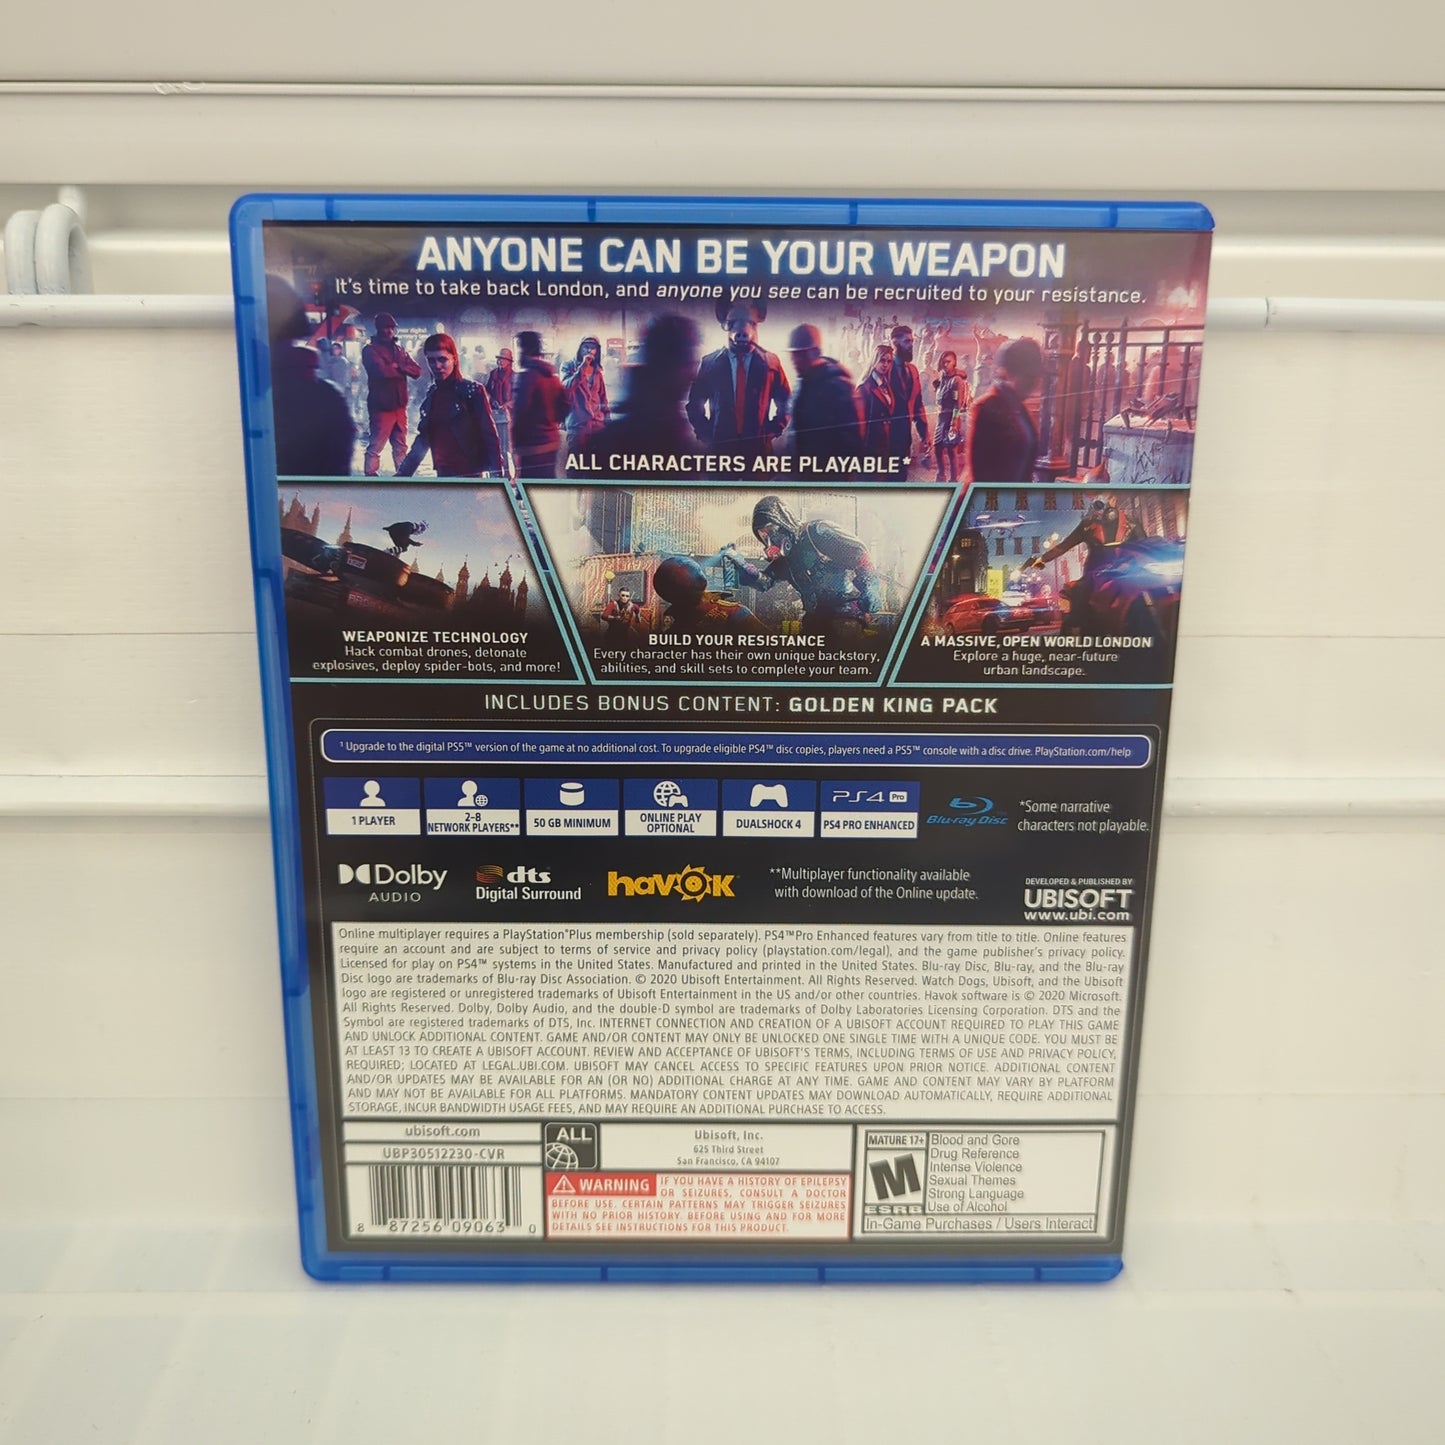 ANYONE CAN BE YOUR WEAPON
It's time to take back London, and anyone you see can be recruited to your resistance.
ALL CHARACTERS ARE PLAYABLE*
WEAPONIZE TECHNOLOGY
Hack combat drones, detonate
explosives, deploy spider-bots, and more!
BUILD YOUR RESISTANCE
Every character has their own unique backstory,
abilities, and skill sets to complete your team.
A MASSIVE, OPEN WORLD LONDON
Explore a huge, near-future
urban landscape.
INCLUDES BONUS CONTENT: GOLDEN KING PACK
¹ Upgrade to the digital PS5™ version of the game at no additional cost. To upgrade eligible PS4™ disc copies, players need a PS5™ console with a disc drive. PlayStation.com/help
1 PLAYER
2-8
NETWORK PLAYERS**
50 GB MINIMUM
ONLINE PLAY
OPTIONAL
DUALSHOCK 4
PS4 Pro
PS4 PRO ENHANCED
Blu-ray Disc
*Some narrative
characters not playable.
Dolby
AUDIO
dts
Digital Surround
havok
**Multiplayer functionality available
with download of the Online update.
DEVELOPED & PUBLISHED BY
UBISOFT
www.ubi.com
Online multiplayer requires a PlayStation®Plus membership (sold separately). PS4™Pro Enhanced features vary from title to title. Online features
require an account and are subject to terms of service and privacy policy (playstation.com/legal), and the game publisher's privacy policy.
Licensed for play on PS4™ systems in the United States. Manufactured and printed in the United States. Blu-ray Disc, Blu-ray, and the Blu-ray
Disc logo are trademarks of Blu-ray Disc Association. © 2020 Ubisoft Entertainment. All Rights Reserved. Watch Dogs, Ubisoft, and the Ubisoft
logo are registered or unregistered trademarks of Ubisoft Entertainment in the US and/or other countries. Havok software is © 2020 Microsoft.
All Rights Reserved. Dolby, Dolby Audio, and the double-D symbol are trademarks of Dolby Laboratories Licensing Corporation. DTS and the
Symbol are registered trademarks of DTS, Inc. INTERNET CONNECTION AND CREATION OF A UBISOFT ACCOUNT REQUIRED TO PLAY THIS GAME
AND UNLOCK ADDITIONAL CONTENT. GAME AND/OR CONTENT MAY ONLY BE UNLOCKED ONE SINGLE TIME WITH A UNIQUE CODE. YOU MUST BE
AT LEAST 13 TO CREATE A UBISOFT ACCOUNT. REVIEW AND ACCEPTANCE OF UBISOFT'S TERMS, INCLUDING TERMS OF USE AND PRIVACY POLICY,
REQUIRED; LOCATED AT LEGAL.UBI.COM. UBISOFT MAY CANCEL ACCESS TO SPECIFIC FEATURES UPON PRIOR NOTICE. ADDITIONAL CONTENT
AND/OR UPDATES MAY BE AVAILABLE FOR AN (OR NO) ADDITIONAL CHARGE AT ANY TIME. GAME AND CONTENT MAY VARY BY PLATFORM
AND MAY NOT BE AVAILABLE FOR ALL PLATFORMS. MANDATORY CONTENT UPDATES MAY DOWNLOAD AUTOMATICALLY, REQUIRE ADDITIONAL
STORAGE, INCUR BANDWIDTH USAGE FEES, AND MAY REQUIRE AN ADDITIONAL PURCHASE TO ACCESS.
ubisoft.com
UBP30512230-CVR
8 87256 09063 0
ALL
Ubisoft, Inc.
625 Third Street
San Francisco, CA 94107
WARNING IF YOU HAVE A HISTORY OF EPILEPSY
OR SEIZURES, CONSULT A DOCTOR
BEFORE USE. CERTAIN PATTERNS MAY TRIGGER SEIZURES
WITH NO PRIOR HISTORY. BEFORE USING AND FOR MORE
DETAILS SEE INSTRUCTIONS FOR THIS PRODUCT.
MATURE 17+
M
ESRB
Blood and Gore
Drug Reference
Intense Violence
Sexual Themes
Strong Language
Use of Alcohol
In-Game Purchases / Users Interact